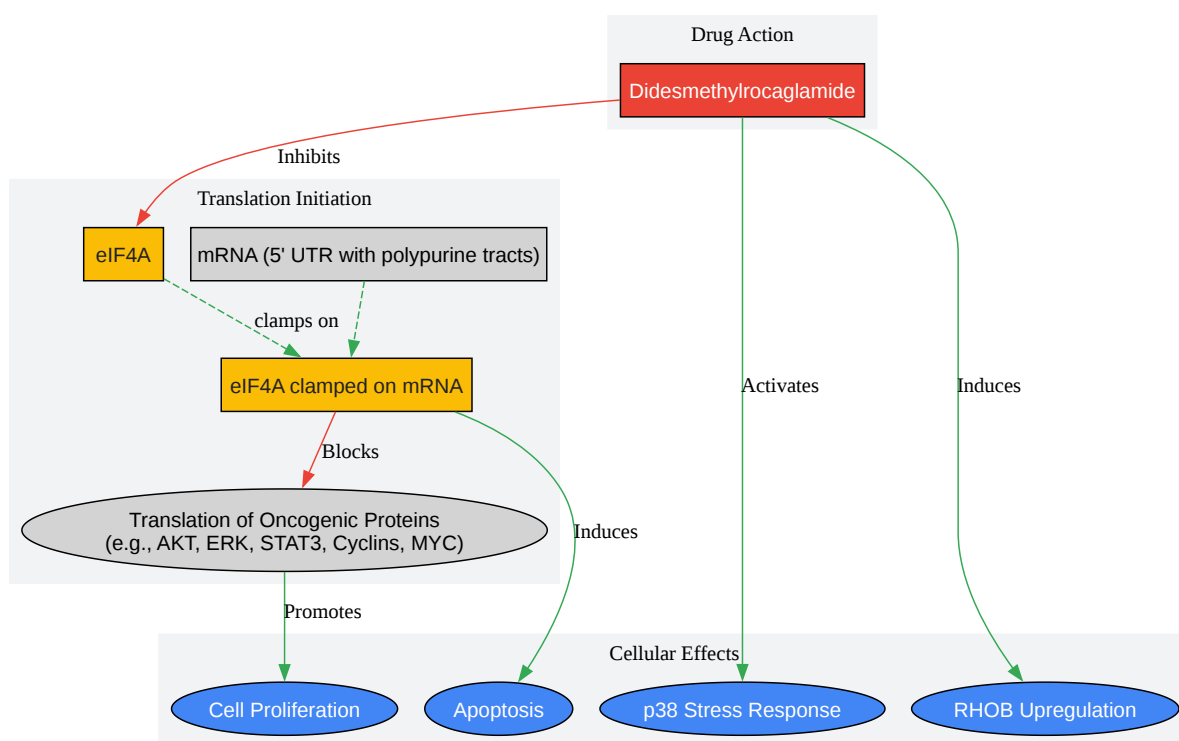 Drug Action
Didesmethylrocaglamide
Inhibits
Translation Initiation
eIF4A
mRNA (5' UTR with polypurine tracts)
clamps on
eIF4A clamped on mRNA
Activates
Induces
Blocks
Translation of Oncogenic Proteins
(e.g., AKT, ERK, STAT3, Cyclins, MYC)
Induces
Promotes
Cellular Effects
Cell Proliferation
Apoptosis
p38 Stress Response
RHOB Upregulation